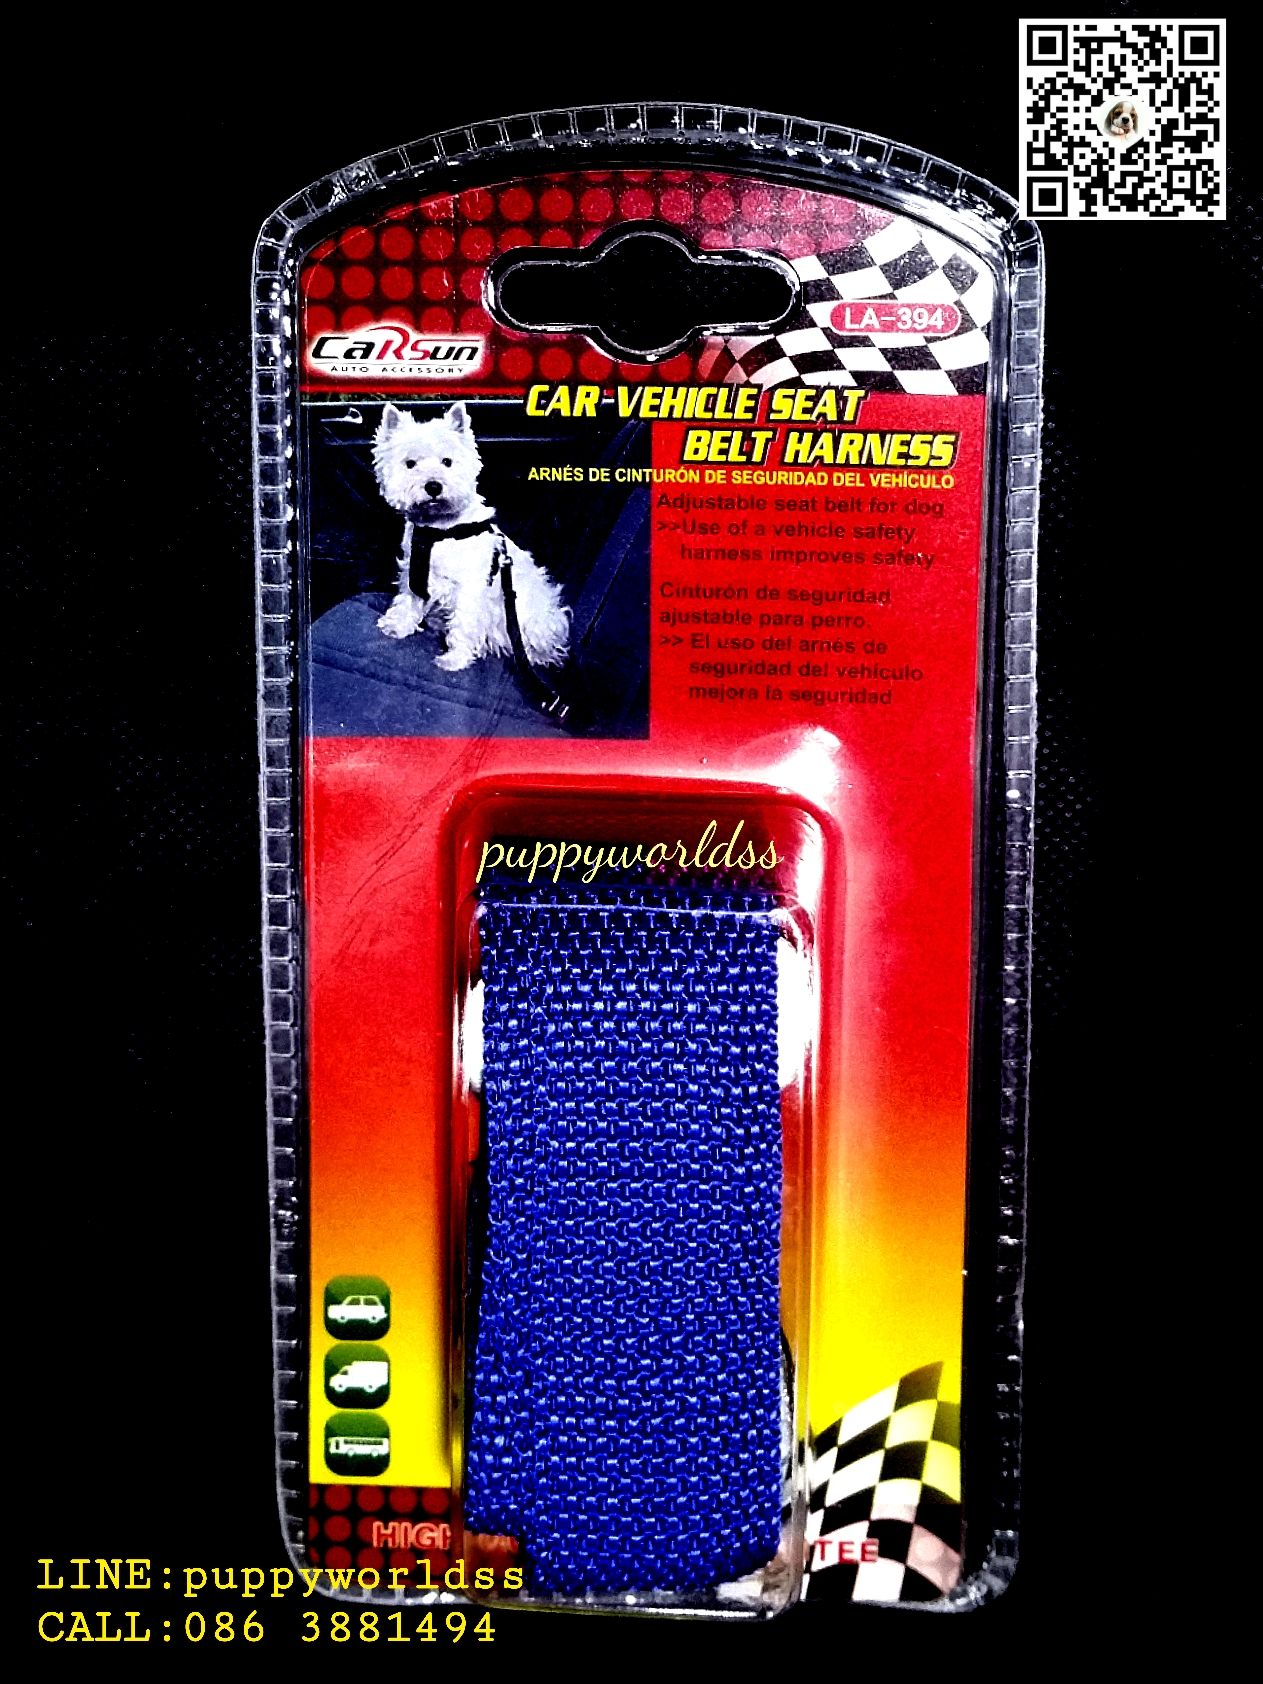 LA-394
CaRSun
AUTO ACCESSORY
CAR-VEHICLE SEAT
BELT HARNESS
ARNÉS DE CINTURÓN DE SEGURIDAD DEL VEHÍCULO
Adjustable seat belt for dog
>>Use of a vehicle safety
harness improves safety
Cinturón de seguridad
ajustable para perro.
>> El uso del arnés de
seguridad del vehículo
mejora la seguridad
puppyworldss
TEE
LINE:puppyworldss
CALL:086 3881494